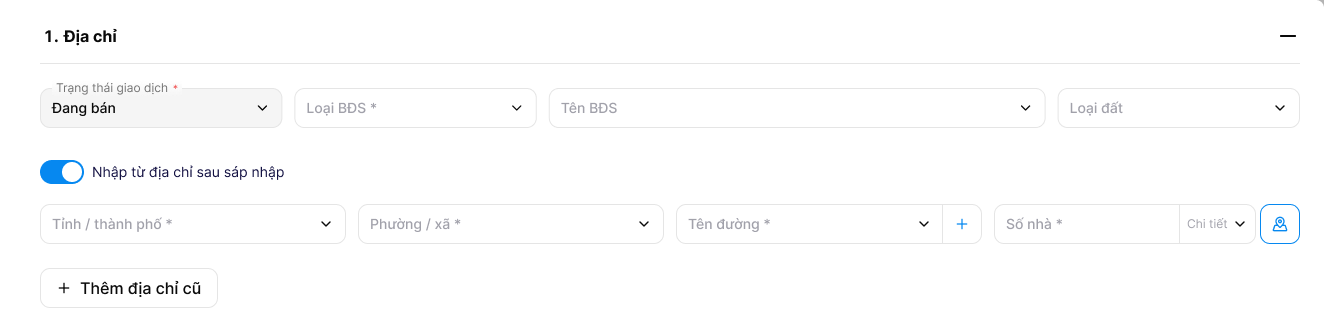 1. Địa chỉ
Trạng thái giao dịch *
Đang bán
Loại BĐS *
Tên BĐS
Loại đất
Nhập từ địa chỉ sau sáp nhập
Tỉnh / thành phố *
Phường / xã *
Tên đường *
+
Số nhà *
Chi tiết
+ Thêm địa chỉ cũ